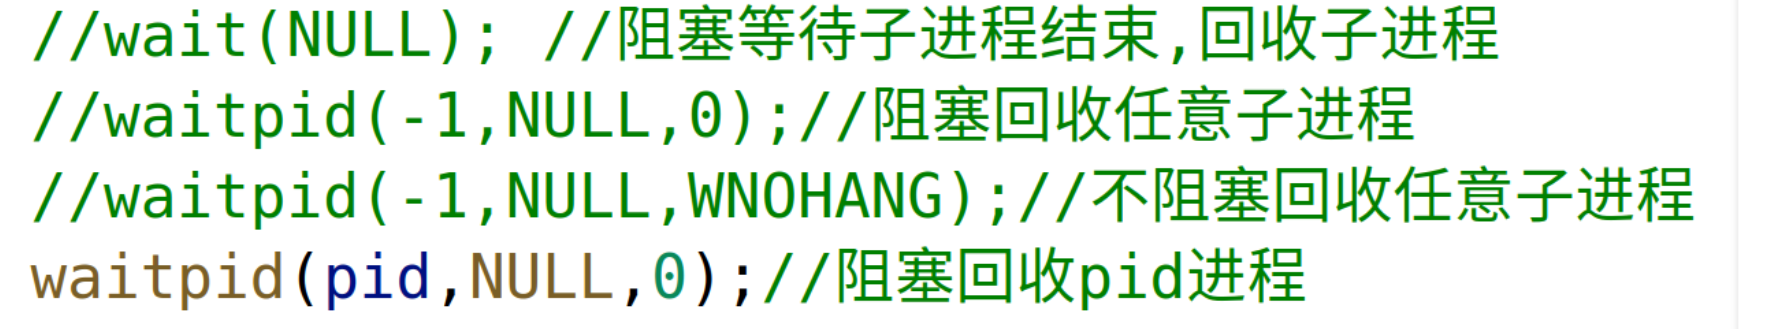 //wait(NULL); //阻塞等待子进程结束,回收子进程
//waitpid(-1,NULL,0);//阻塞回收任意子进程
//waitpid(-1,NULL,WNOHANG);//不阻塞回收任意子进程
waitpid(pid,NULL,0);//阻塞回收pid进程